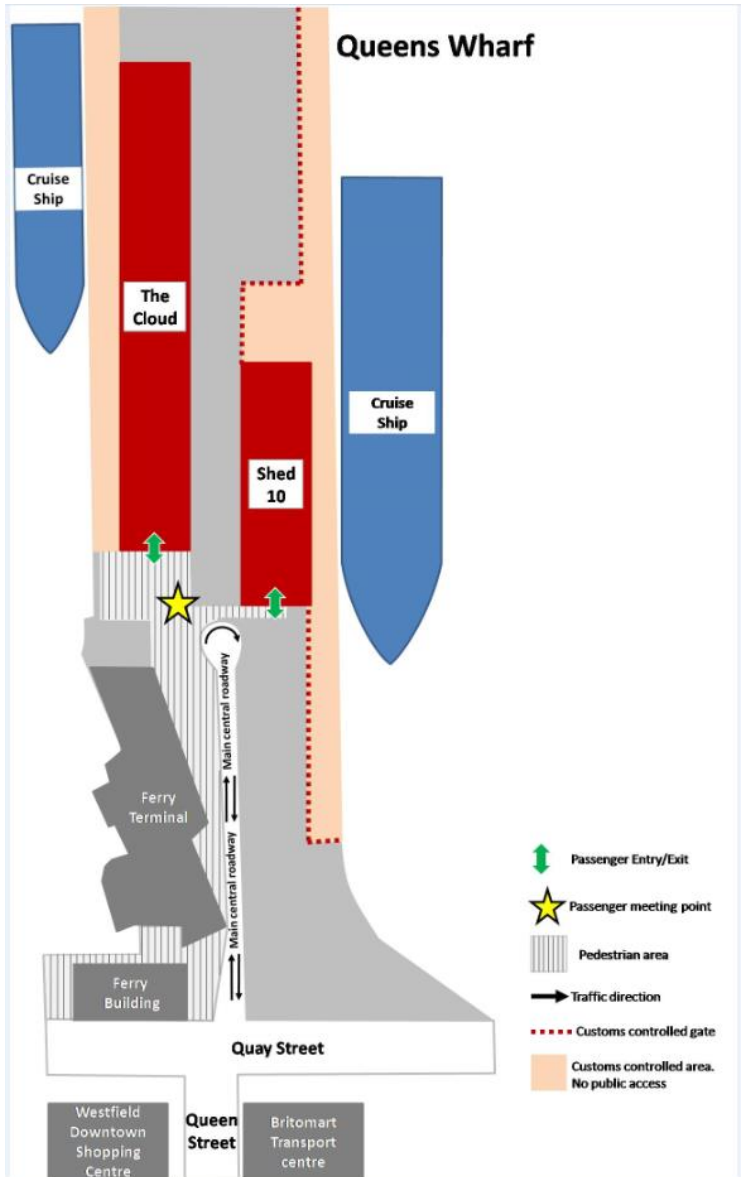 Queens Wharf
Cruise
Ship
The
Cloud
Cruise
Ship
Shed
10
Main central roadway
Ferry
Terminal
Main central roadway
Passenger Entry/Exit
Passenger meeting point
Pedestrian area
Traffic direction
Customs controlled gate
Customs controlled area.
No public access
Ferry
Building
Quay Street
Westfield
Downtown
Shopping
Centre
Queen
Street
Britomart
Transport
centre